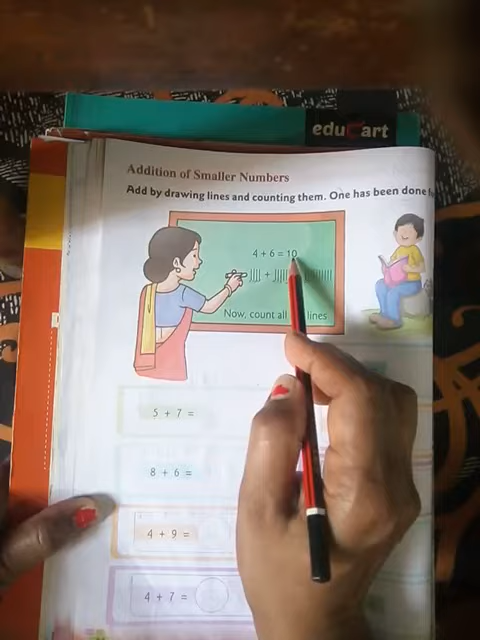 educart
Addition of Smaller Numbers
Add by drawing lines and counting them. One has been done
4 + 6 = 10
+
Now, count all lines
5 + 7 =
8 + 6 =
4 + 9 =
4 + 7 =